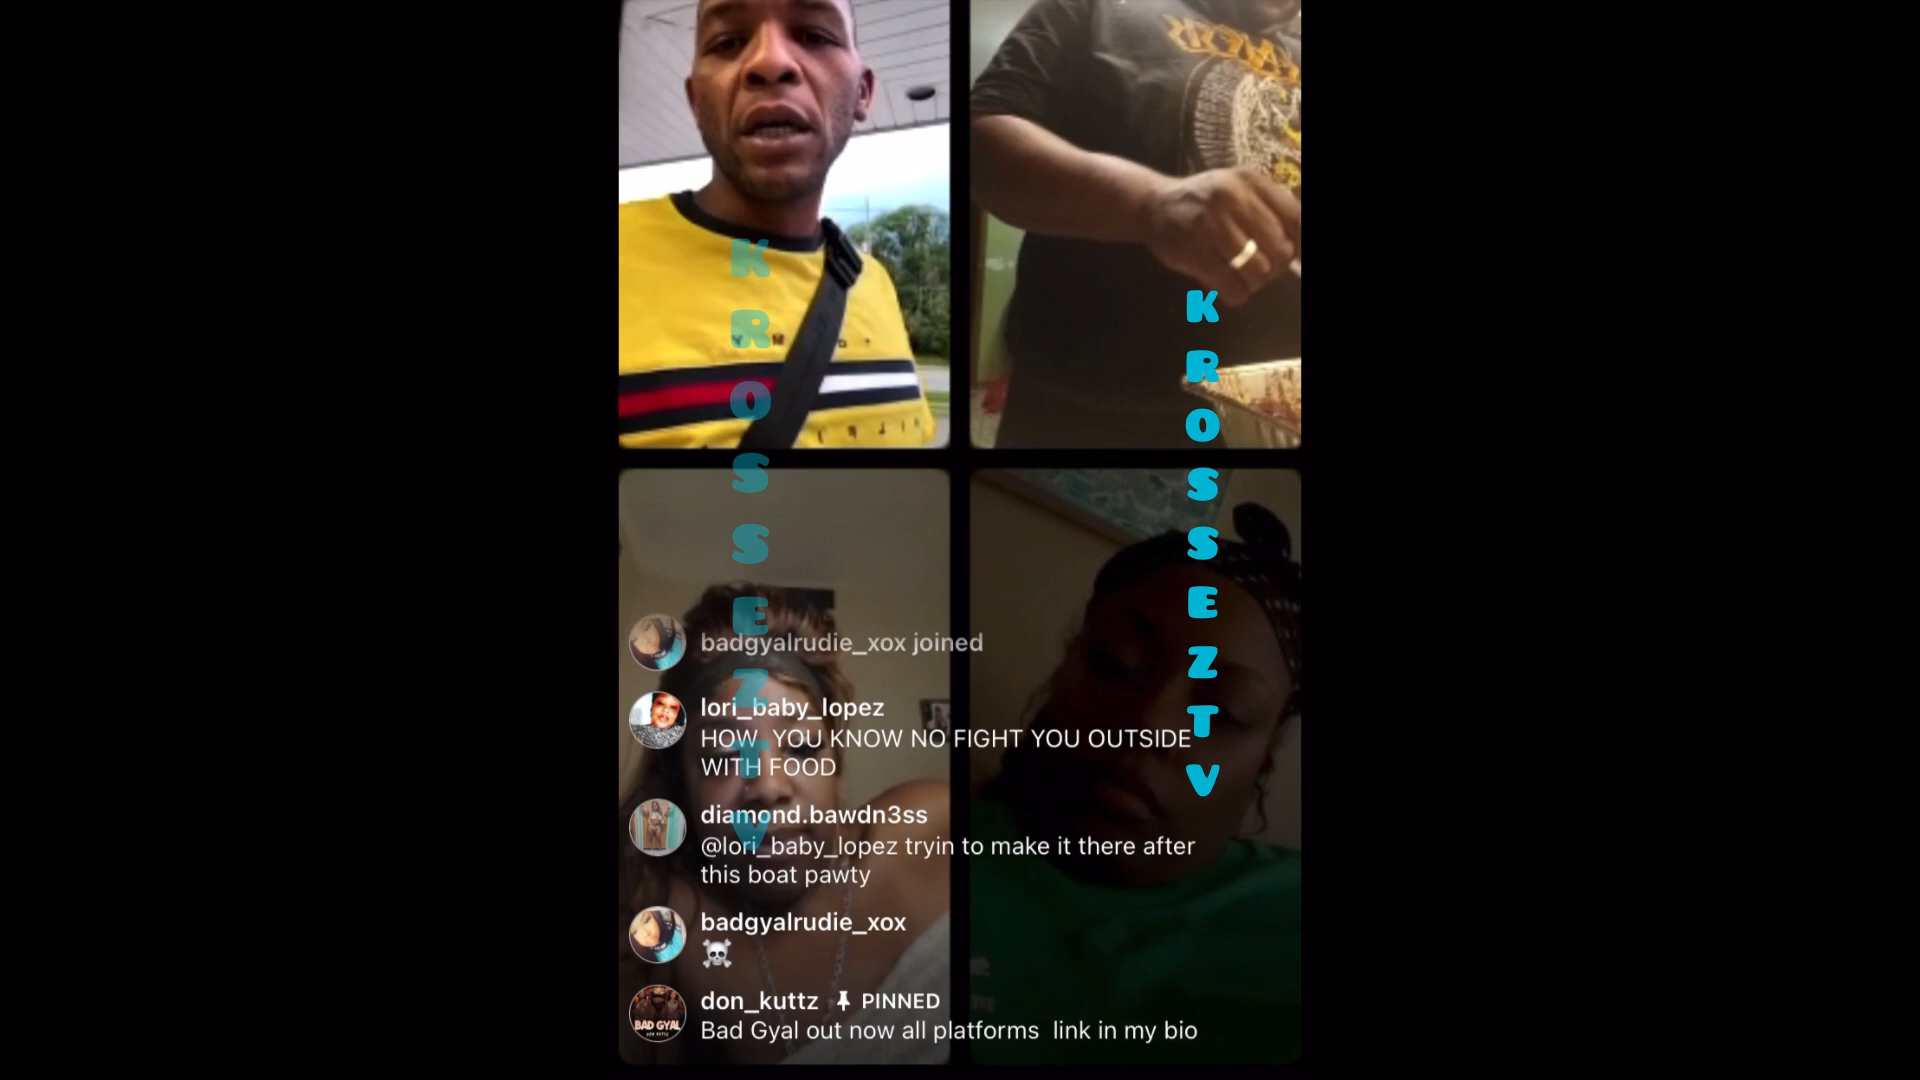 KROSSEZTV
KROSSEZTV
badgyalrudie_xox joined
lori_baby_lopez
HOW YOU KNOW NO FIGHT YOU OUTSIDE
WITH FOOD
diamond.bawdn3ss
@lori_baby_lopez tryin to make it there after
this boat pawty
badgyalrudie_xox
☠️
don_kuttz PINNED
BAD GYAL
Bad Gyal out now all platforms link in my bio